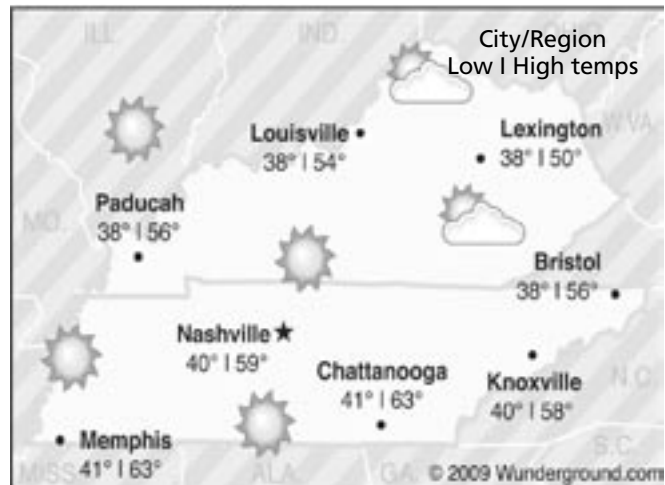 ILL
IND.
OHIO
City/Region
Low | High temps
W.VA
Louisville
38° | 54°
Lexington
38° | 50°
Paducah
38° | 56°
MO.
Bristol
38° | 56°
Nashville
40° | 59°
Chattanooga
41° | 63°
Knoxville
40° | 58°
N.C.
Memphis
41° | 63°
S.C.
MISS.
ALA.
GA.
© 2009 Wunderground.com